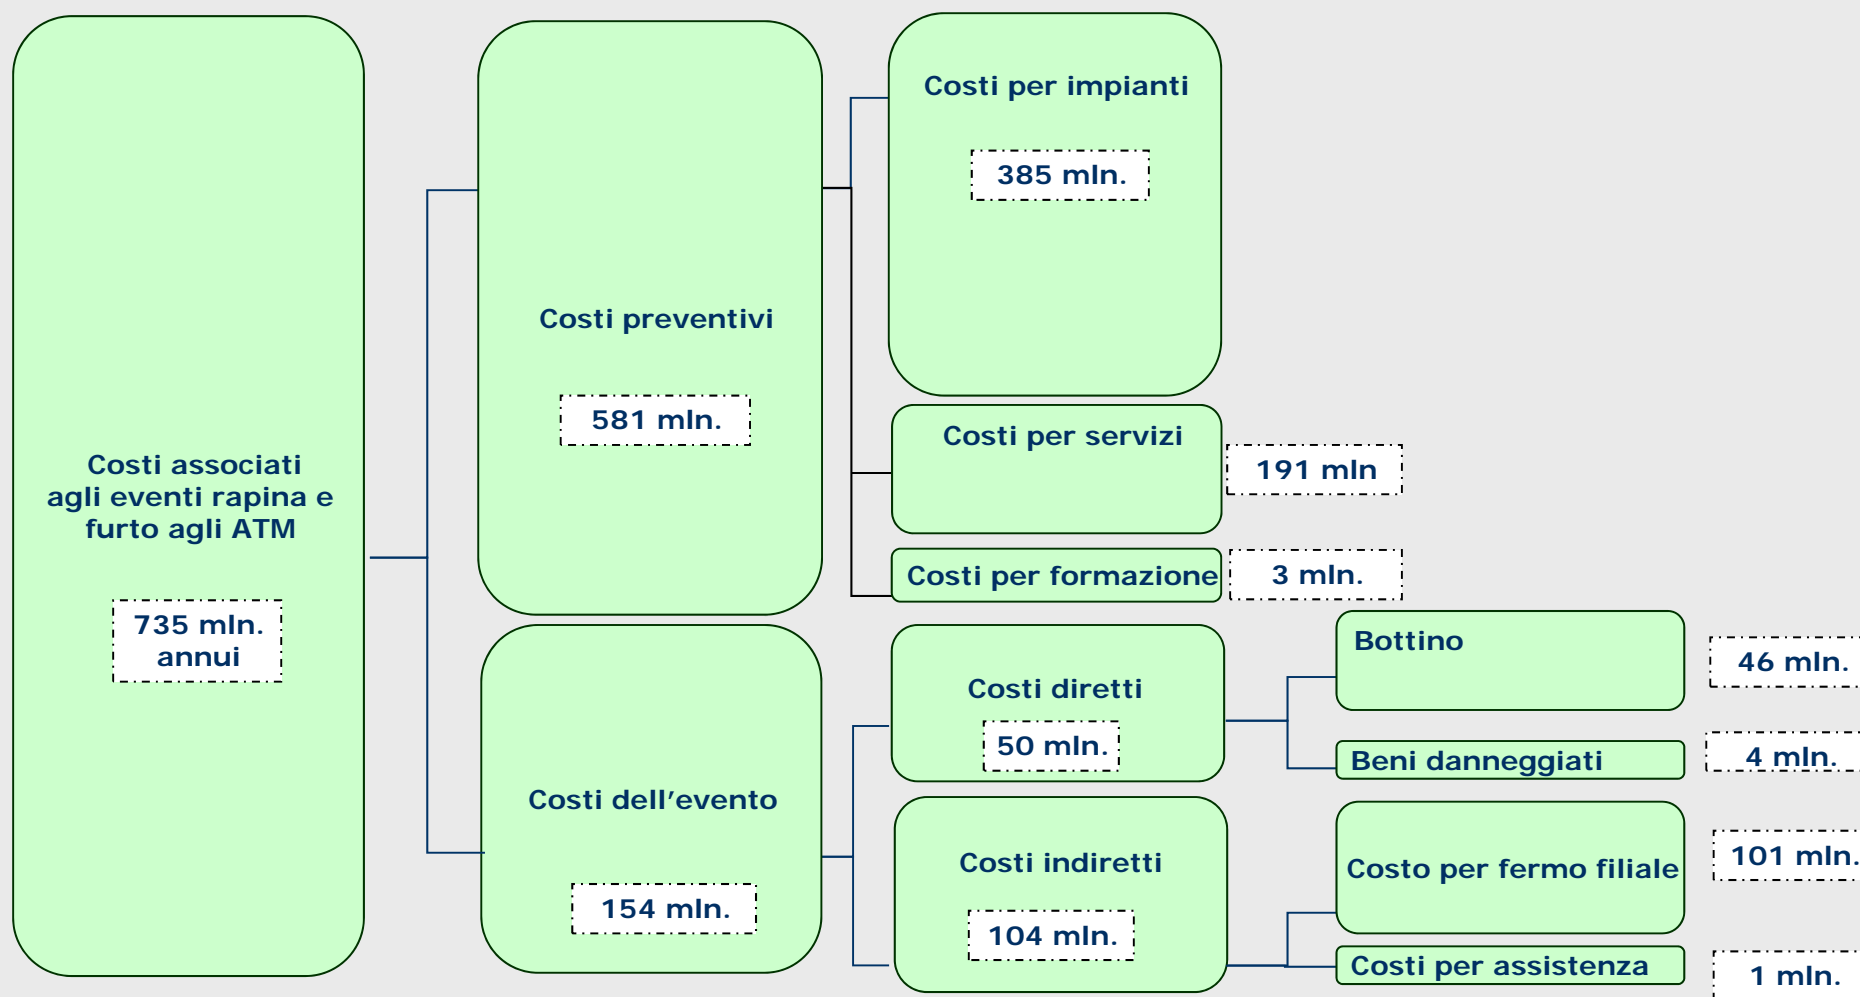 Costi associati
agli eventi rapina e
furto agli ATM
735 mln.
annui
Costi preventivi
581 mln.
Costi per impianti
385 mln.
Costi per servizi
191 mln
Costi per formazione
3 mln.
Costi dell’evento
154 mln.
Costi diretti
50 mln.
Bottino
46 mln.
Beni danneggiati
4 mln.
Costi indiretti
104 mln.
Costo per fermo filiale
101 mln.
Costi per assistenza
1 mln.